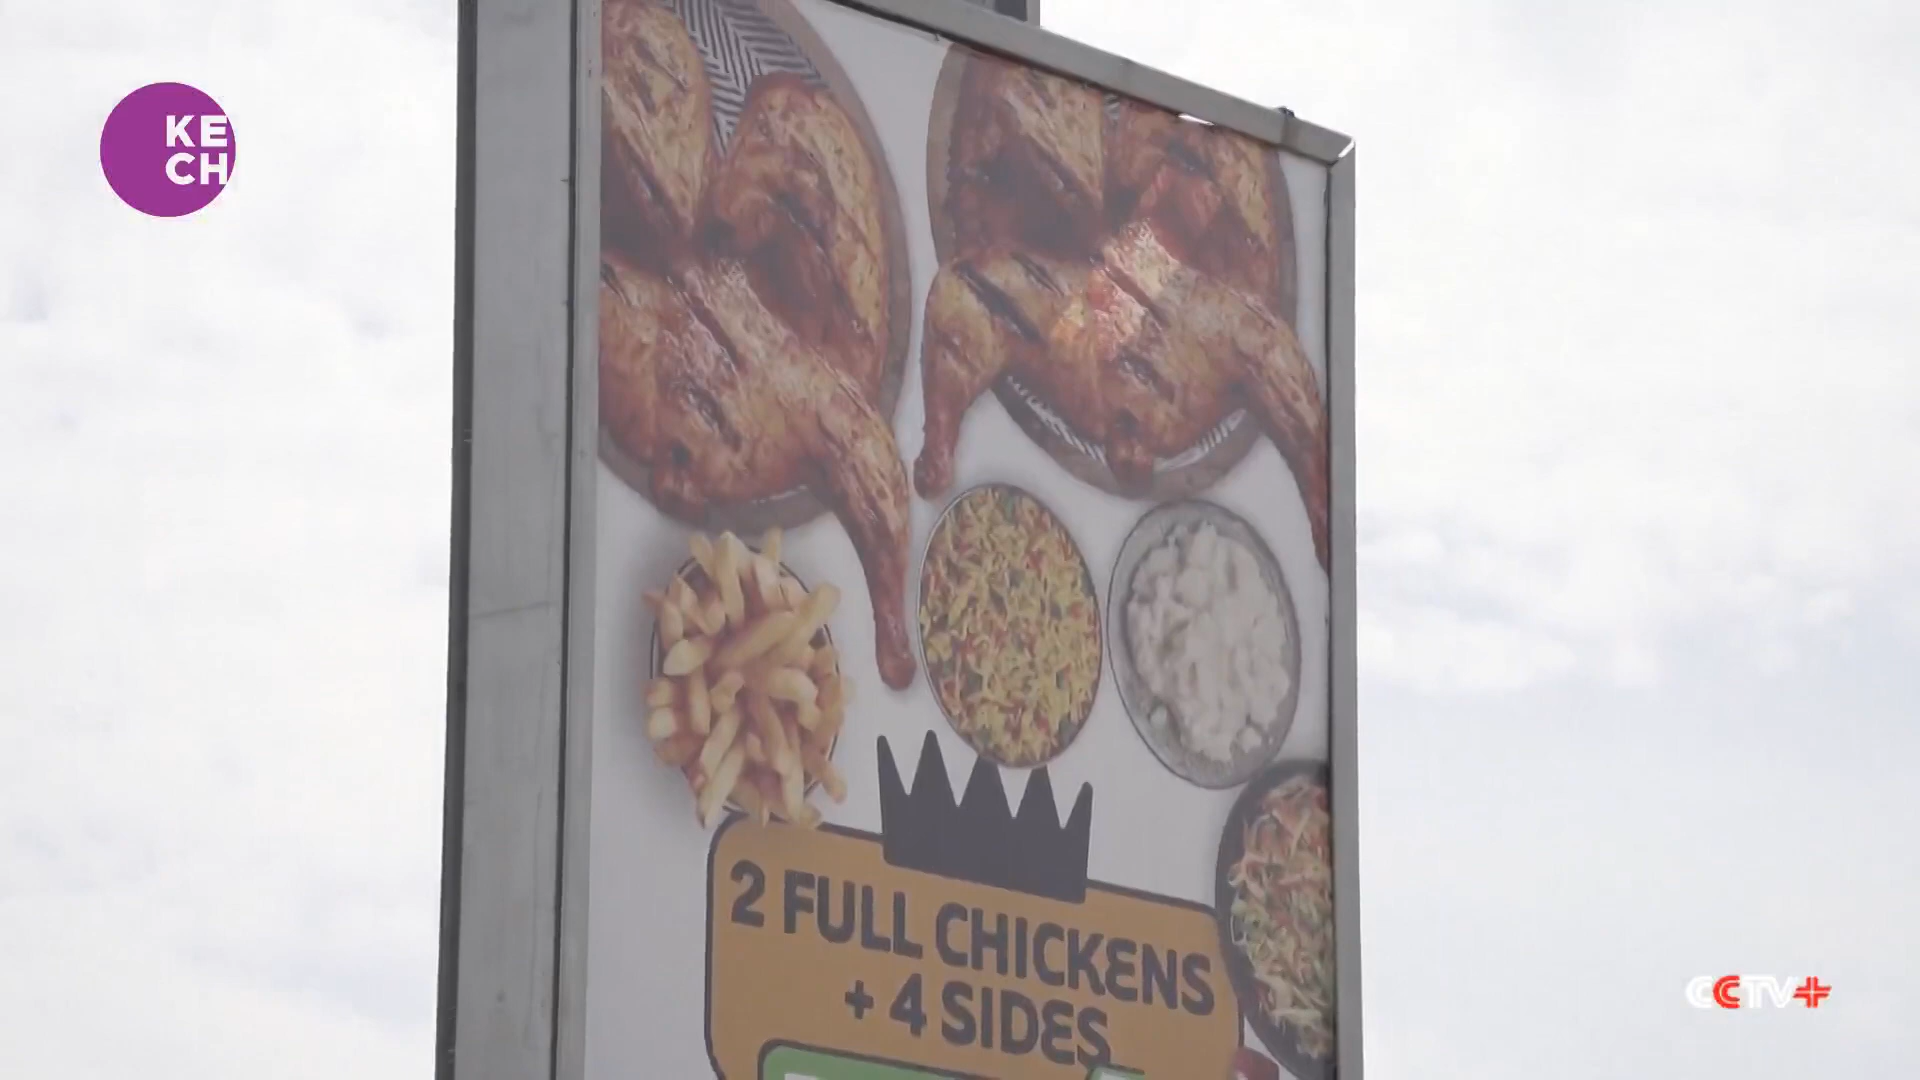 KE
CH
2 FULL CHICKENS
+ 4 SIDES
CCTV+